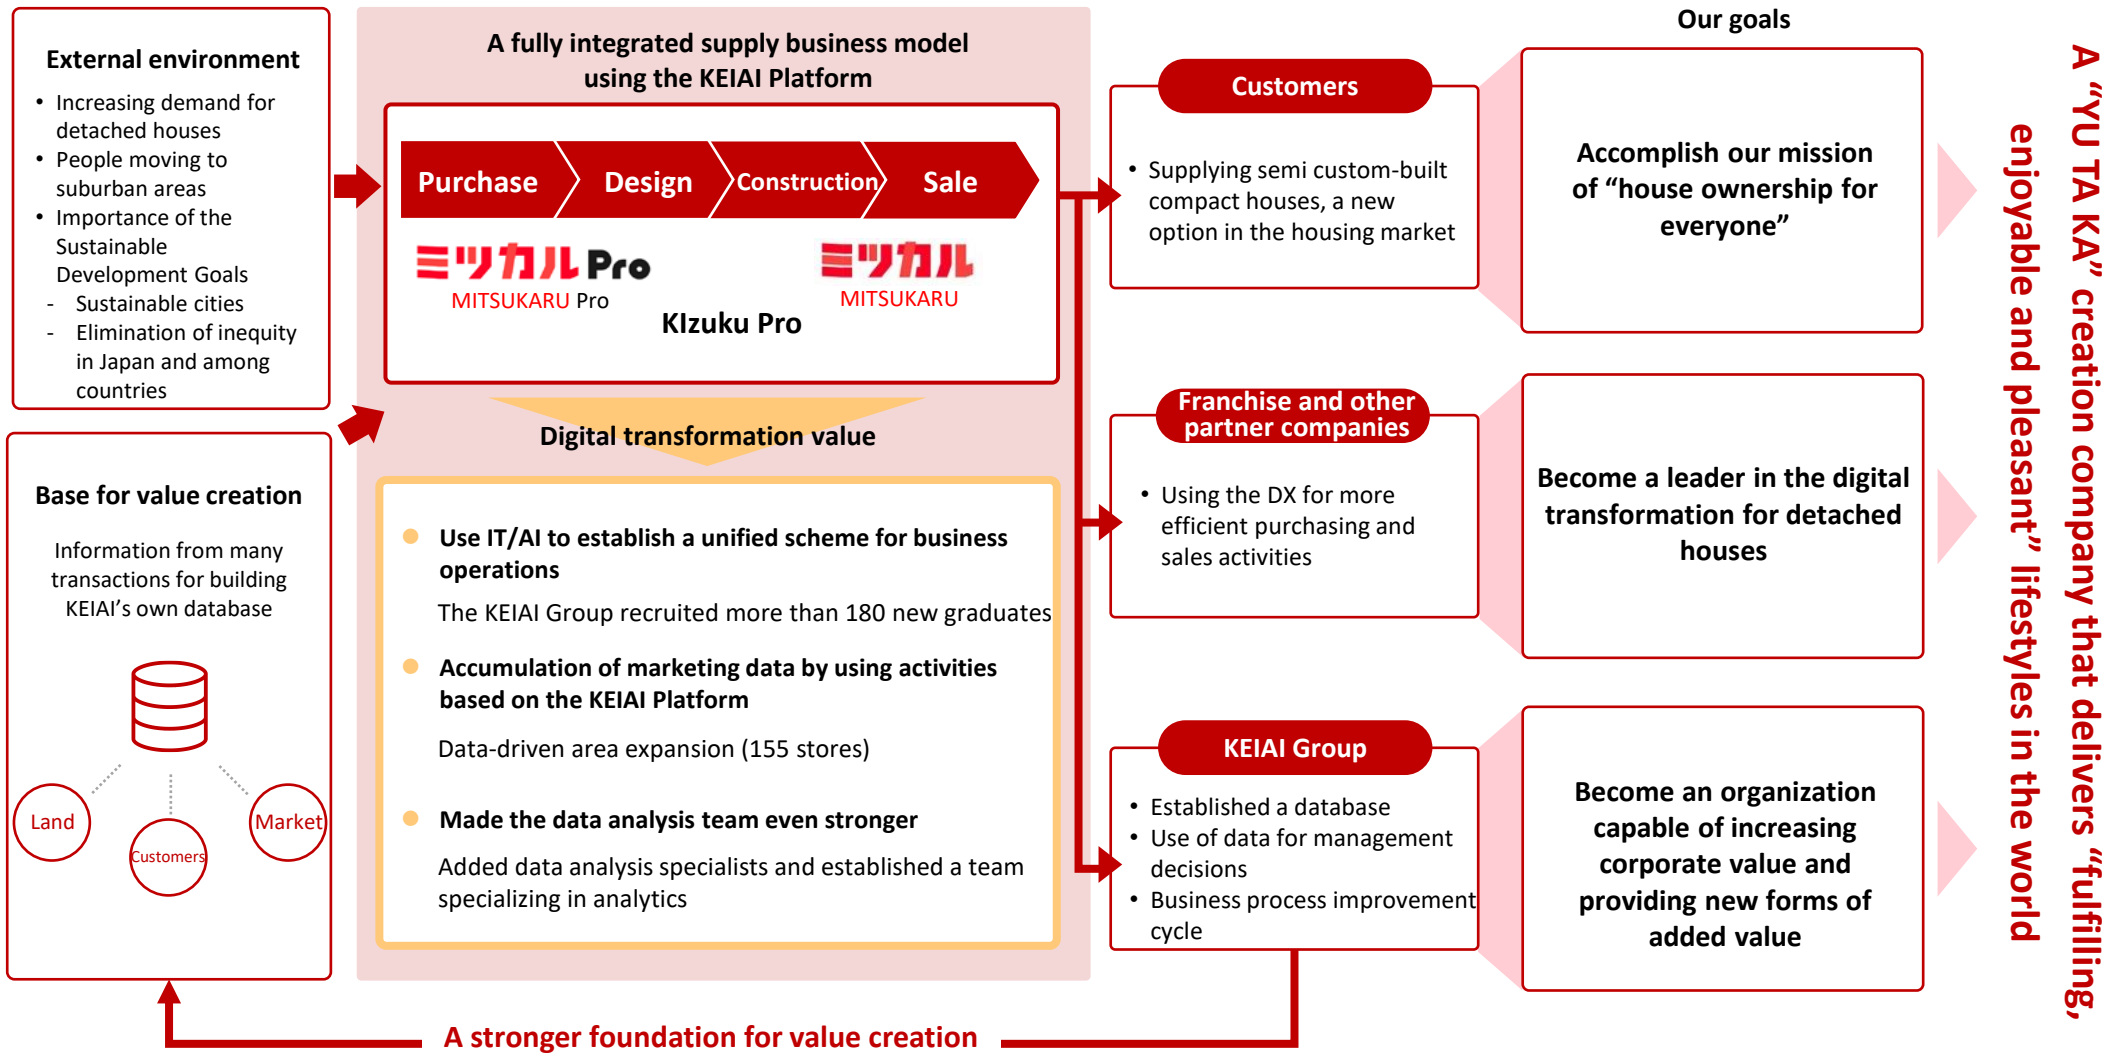 External environment
• Increasing demand for
detached houses
• People moving to
suburban areas
• Importance of the
Sustainable
Development Goals
- Sustainable cities
- Elimination of inequity
in Japan and among
countries
Base for value creation
Information from many
transactions for building
KEIAI's own database
Land
Customers
Market
A fully integrated supply business model
using the KEIAI Platform
Purchase
Design
Construction
Sale
ミツカル Pro
MITSUKARU Pro
KIzuku Pro
ミツカル
MITSUKARU
Digital transformation value
Use IT/AI to establish a unified scheme for business
operations
The KEIAI Group recruited more than 180 new graduates
Accumulation of marketing data by using activities
based on the KEIAI Platform
Data-driven area expansion (155 stores)
Made the data analysis team even stronger
Added data analysis specialists and established a team
specializing in analytics
Customers
• Supplying semi custom-built
compact houses, a new
option in the housing market
Franchise and other
partner companies
• Using the DX for more
efficient purchasing and
sales activities
KEIAI Group
• Established a database
• Use of data for management
decisions
• Business process improvement
cycle
A stronger foundation for value creation
Our goals
Accomplish our mission
of “house ownership for
everyone”
Become a leader in the digital
transformation for detached
houses
Become an organization
capable of increasing
corporate value and
providing new forms of
added value
A “YU TA KA” creation company that delivers “fulfilling,
enjoyable and pleasant” lifestyles in the world